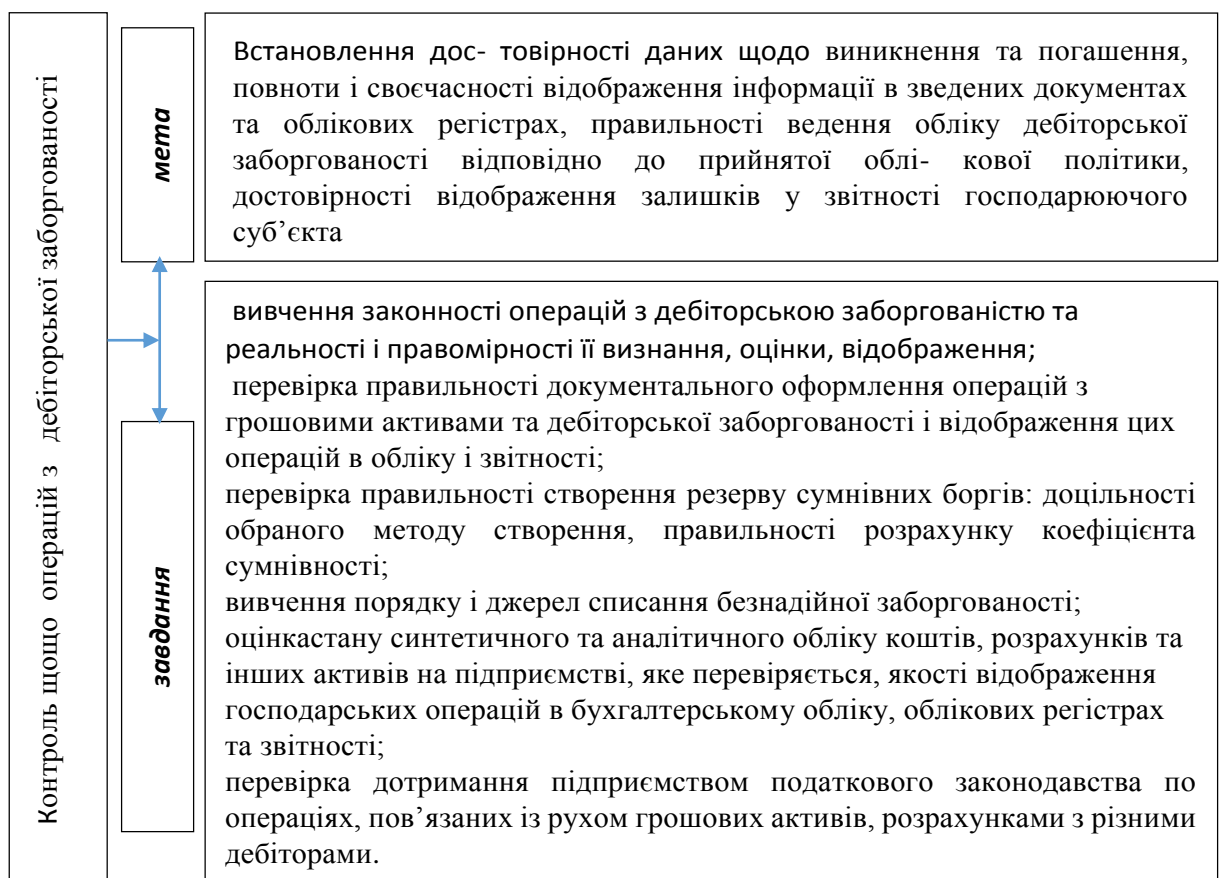 Контроль щощо операцій з дебіторської заборгованості
мета
Встановлення дос- товірності даних щодо виникнення та погашення,
повноти і своєчасності відображення інформації в зведених документах
та облікових регістрах, правильності ведення обліку дебіторської
заборгованості відповідно до прийнятої облі- кової політики,
достовірності відображення залишків у звітності господарюючого
суб’єкта
завдання
вивчення законності операцій з дебіторською заборгованістю та
реальності і правомірності її визнання, оцінки, відображення;
перевірка правильності документального оформлення операцій з
грошовими активами та дебіторської заборгованості і відображення цих
операцій в обліку і звітності;
перевірка правильності створення резерву сумнівних боргів: доцільності
обраного методу створення, правильності розрахунку коефіцієнта
сумнівності;
вивчення порядку і джерел списання безнадійної заборгованості;
оцінкастану синтетичного та аналітичного обліку коштів, розрахунків та
інших активів на підприємстві, яке перевіряється, якості відображення
господарських операцій в бухгалтерському обліку, облікових регістрах
та звітності;
перевірка дотримання підприємством податкового законодавства по
операціях, пов’язаних із рухом грошових активів, розрахунками з різними
дебіторами.